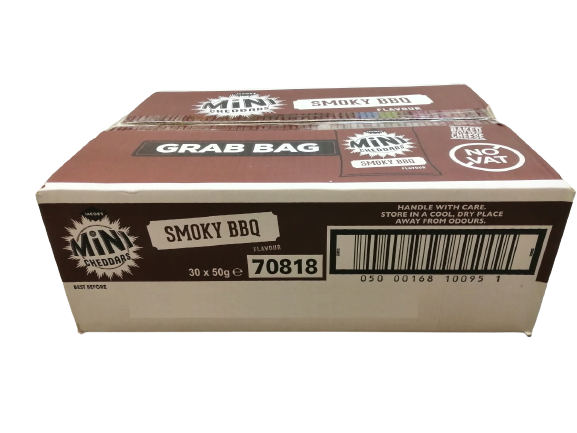 MINI
CHEDDARS
SMOKY BBQ
FLAVOUR
GRAB BAG
MINI
CHEDDARS
SMOKY BBQ
FLAVOUR
BAKED
CHEESE
NO
VAT
JACOB'S
MINI
CHEDDARS
SMOKY BBQ
FLAVOUR
30 x 50g e
70818
HANDLE WITH CARE.
STORE IN A COOL, DRY PLACE
AWAY FROM ODOURS.
050 00168 10095 1
BEST BEFORE